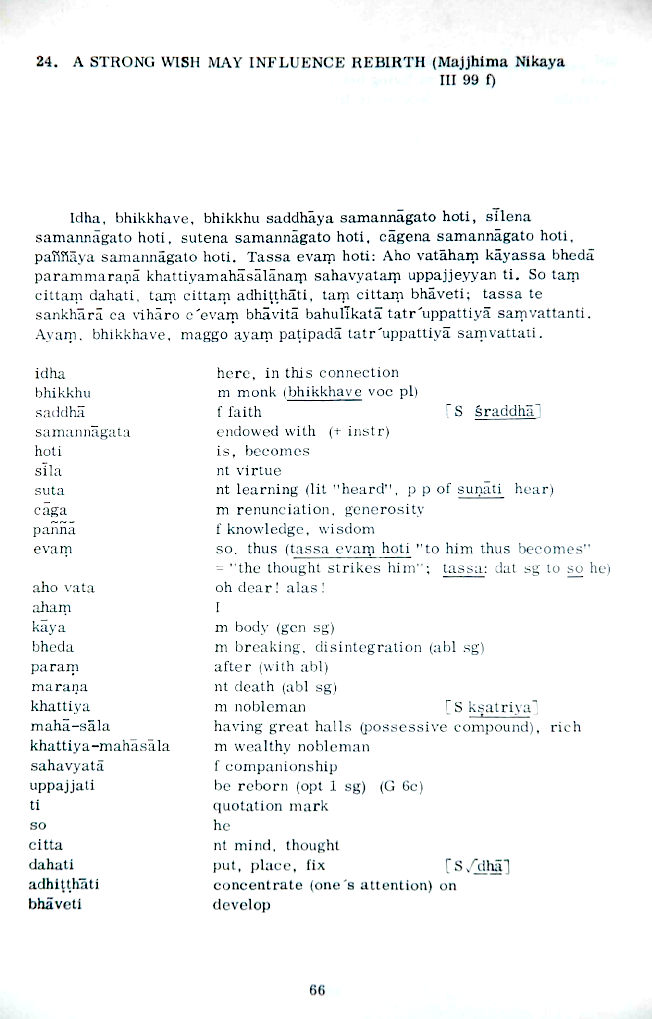 24. A STRONG WISH MAY INFLUENCE REBIRTH (Majjhima Nikaya
III 99 f)
Idha, bhikkhave, bhikkhu saddhāya samannāgato hoti, sīlena
samannāgato hoti, sutena samannāgato hoti, cāgena samannāgato hoti,
paññāya samannāgato hoti. Tassa evaṃ hoti: Aho vatāhaṃ kāyassa bhedā
parammaraṇā khattiyamahāsālānaṃ sahavyataṃ uppajjeyyan ti. So taṃ
cittaṃ dahati, taṃ cittaṃ adhiṭṭhāti, taṃ cittaṃ bhāveti; tassa te
sankhārā ca vihāro c´evaṃ bhāvitā bahulīkatā tatr´uppattiyā saṃvattanti.
Ayaṃ, bhikkhave, maggo ayaṃ paṭipadā tatr´uppattiyā saṃvattati.
idha here, in this connection
bhikkhu m monk (bhikkhave voc pl)
saddhā f faith [S śraddhā]
samannāgata endowed with (+ instr)
hoti is, becomes
sīla nt virtue
suta nt learning (lit "heard", p p of suṇāti hear)
cāga m renunciation, generosity
paññā f knowledge, wisdom
evaṃ so, thus (tassa evaṃ hoti "to him thus becomes"
= "the thought strikes him"; tassa: dat sg to so he)
aho vata oh dear! alas!
ahaṃ I
kāya m body (gen sg)
bheda m breaking, disintegration (abl sg)
paraṃ after (with abl)
maraṇa nt death (abl sg)
khattiya m nobleman [S kṣatriya]
mahā-sāla having great halls (possessive compound), rich
khattiya-mahāsāla m wealthy nobleman
sahavyatā f companionship
uppajjati be reborn (opt 1 sg) (G 6c)
ti quotation mark
so he
citta nt mind, thought
dahati put, place, fix [S √dhā]
adhiṭṭhāti concentrate (one´s attention) on
bhāveti develop
66